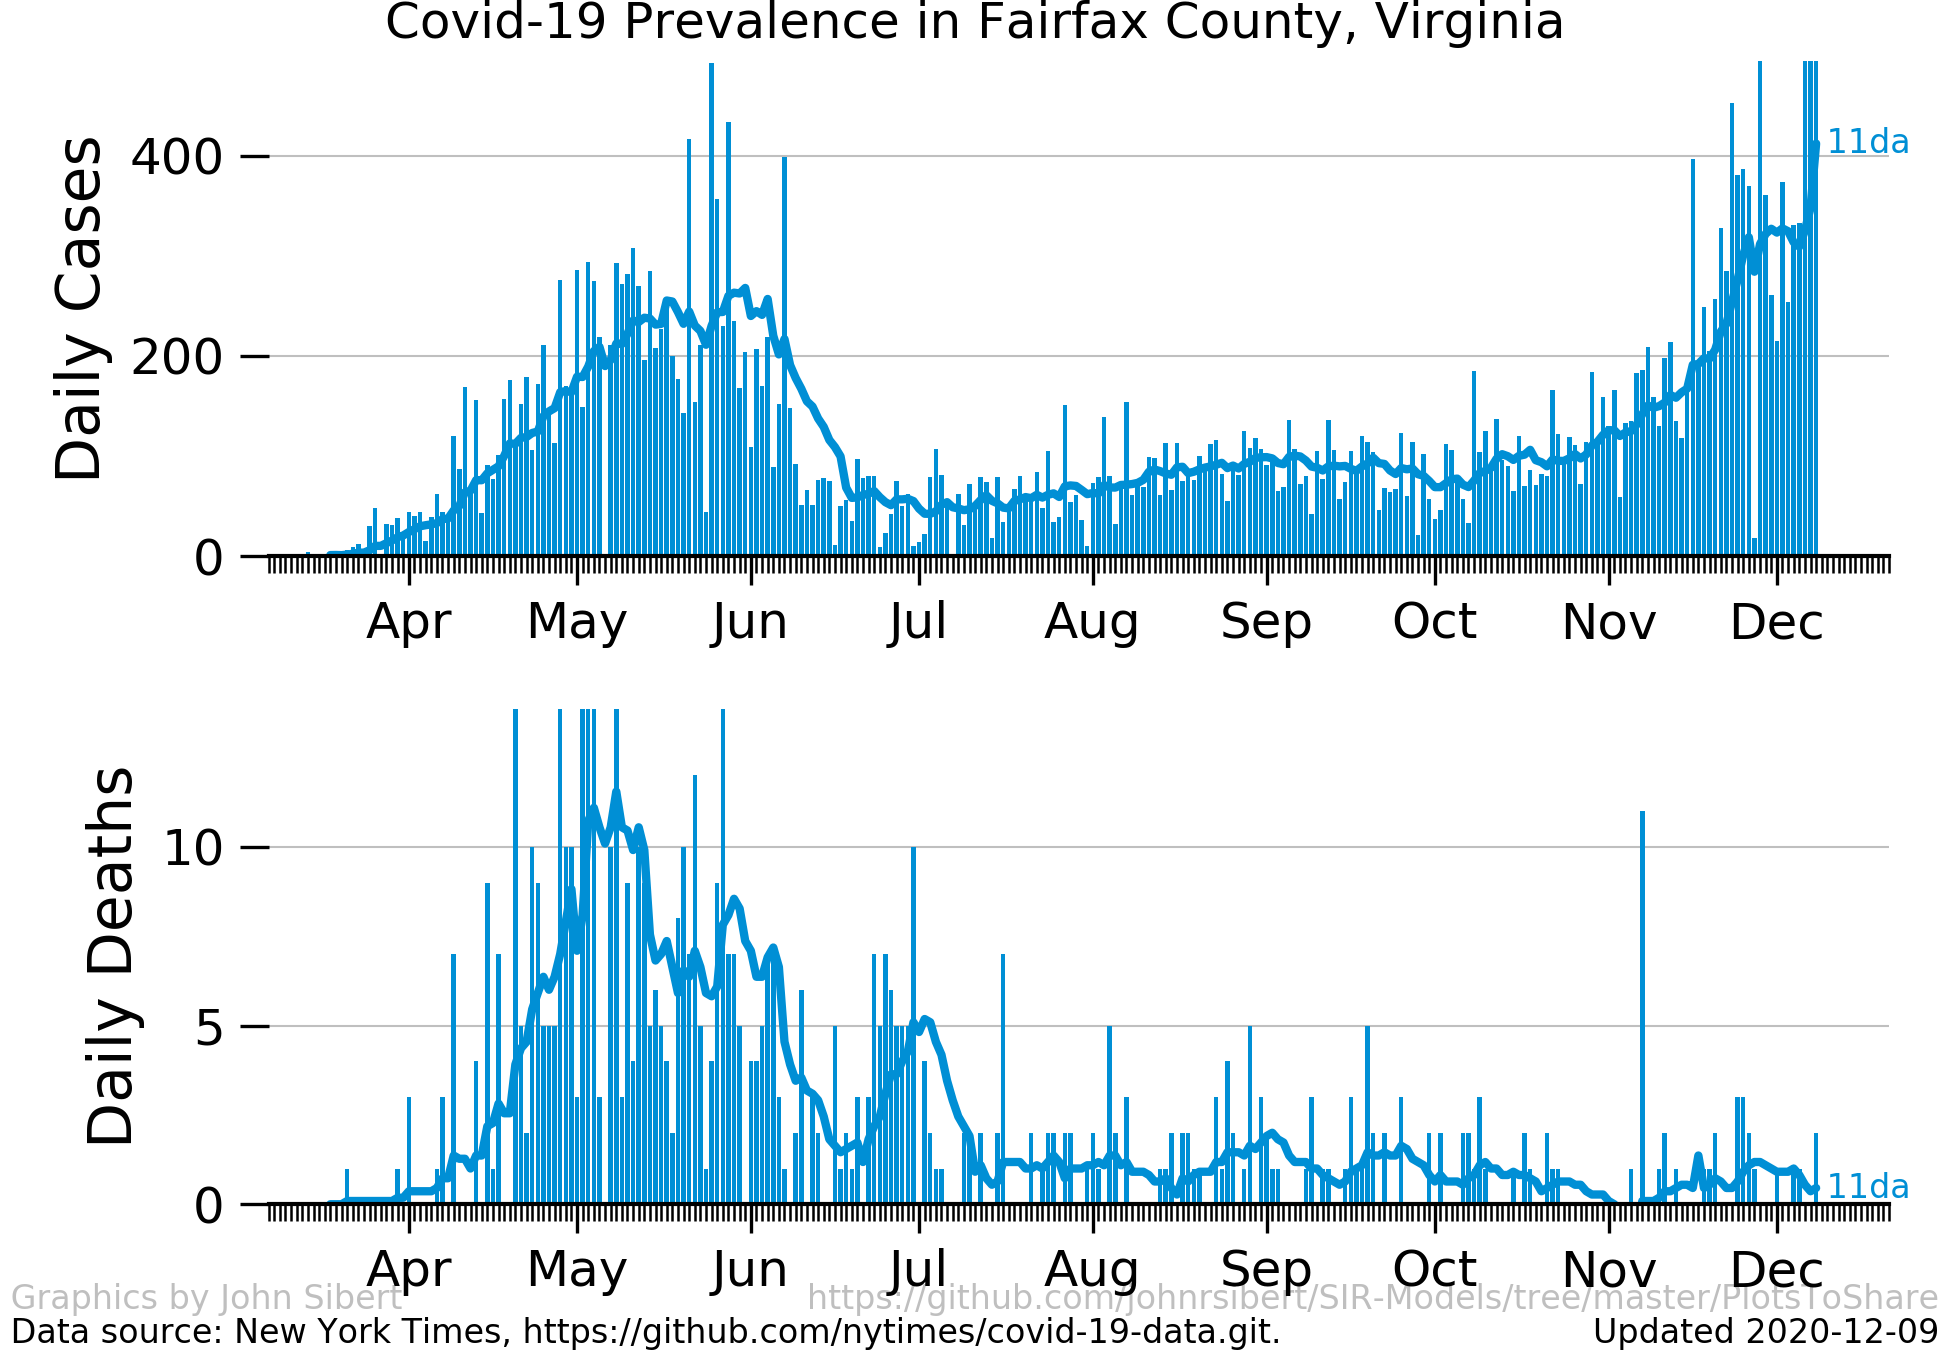 Covid-19 Prevalence in Fairfax County, Virginia
Daily Cases
400
200
0
11da
Apr May Jun Jul Aug Sep Oct Nov Dec
Daily Deaths
10
5
0
11da
Apr May Jun Jul Aug Sep Oct Nov Dec
Graphics by John Sibert https://github.com/johnrsibert/SIR-Models/tree/master/PlotsToShare
Data source: New York Times, https://github.com/nytimes/covid-19-data.git. Updated 2020-12-09